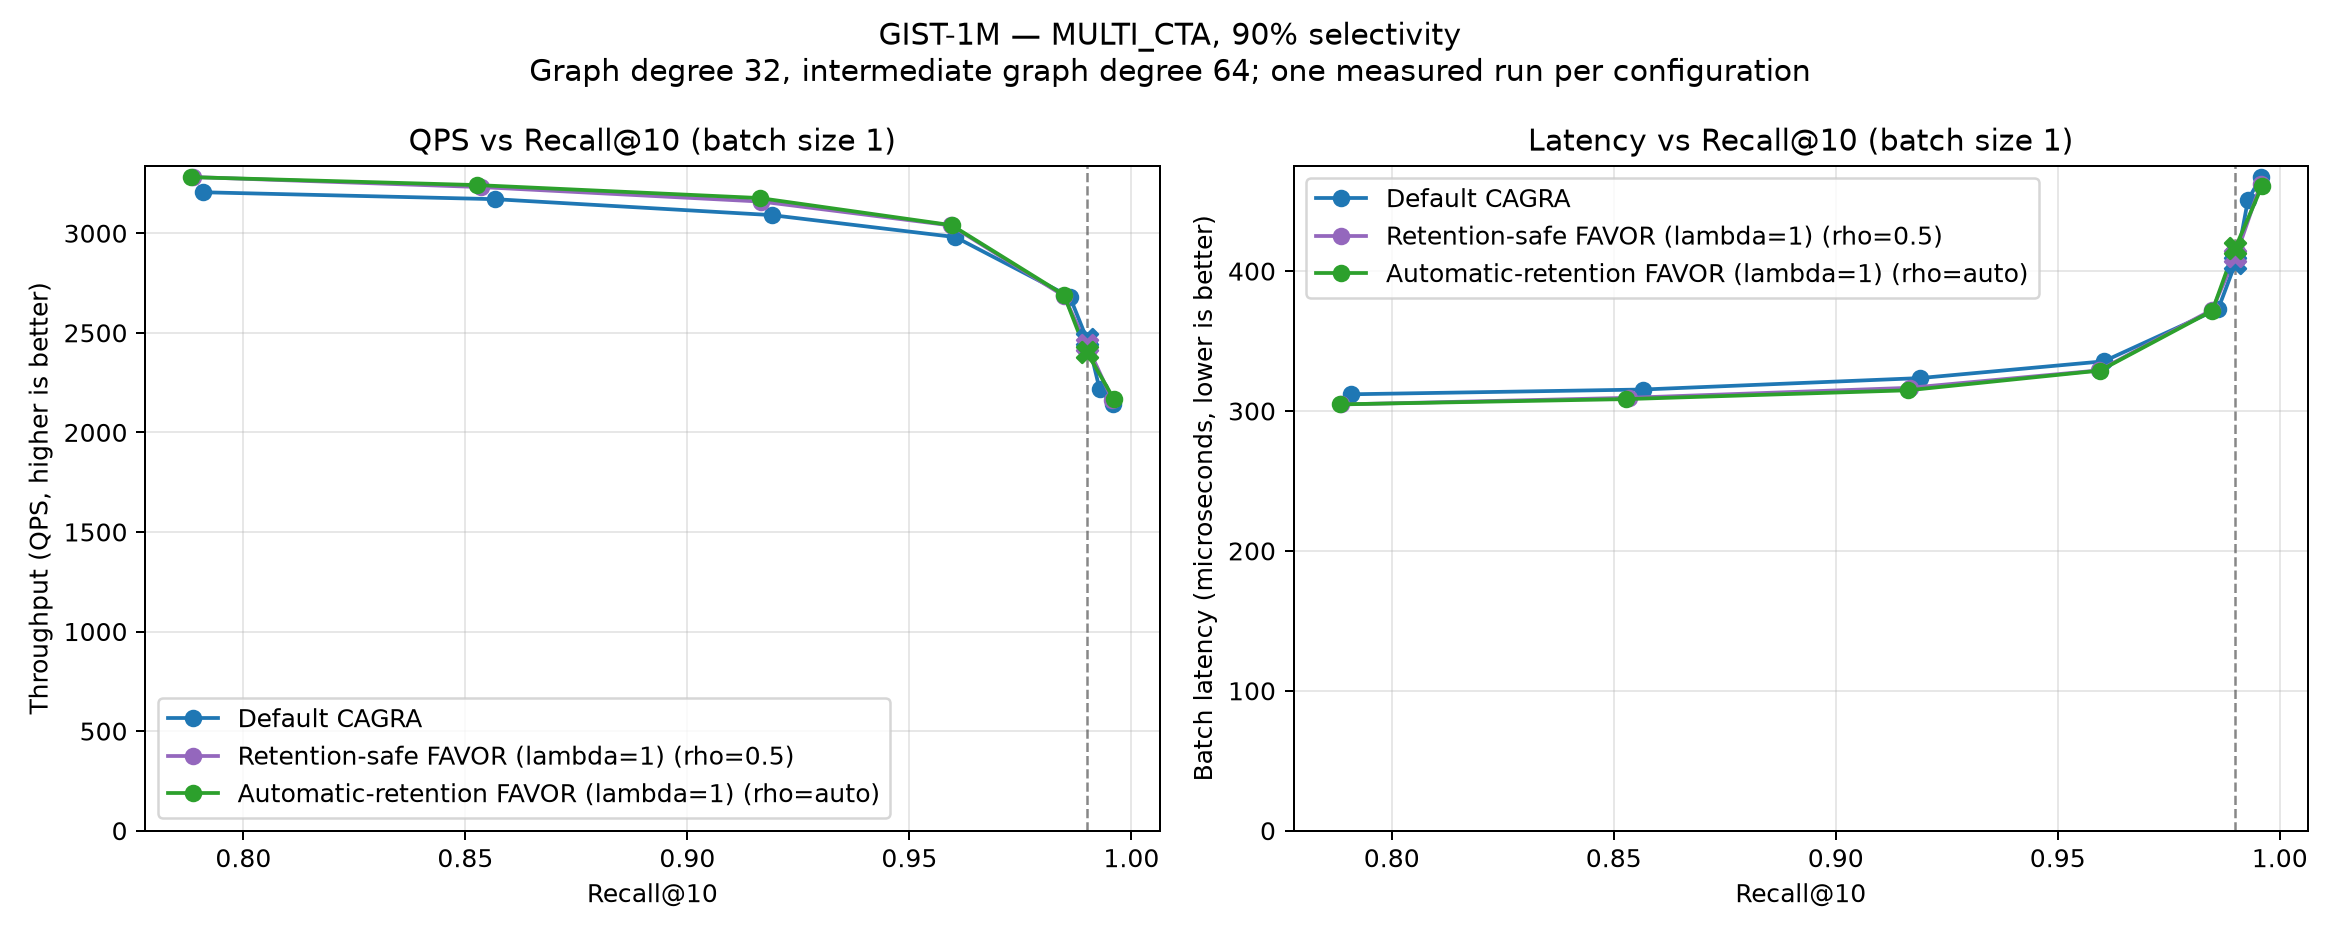 GIST-1M — MULTI_CTA, 90% selectivity
Graph degree 32, intermediate graph degree 64; one measured run per configuration
QPS vs Recall@10 (batch size 1)
Throughput (QPS, higher is better)
3000
2500
2000
1500
1000
500
0
Default CAGRA
Retention-safe FAVOR (lambda=1) (rho=0.5)
Automatic-retention FAVOR (lambda=1) (rho=auto)
0.80 0.85 0.90 0.95 1.00
Recall@10
Latency vs Recall@10 (batch size 1)
Batch latency (microseconds, lower is better)
Default CAGRA
Retention-safe FAVOR (lambda=1) (rho=0.5)
Automatic-retention FAVOR (lambda=1) (rho=auto)
400
300
200
100
0
0.80 0.85 0.90 0.95 1.00
Recall@10